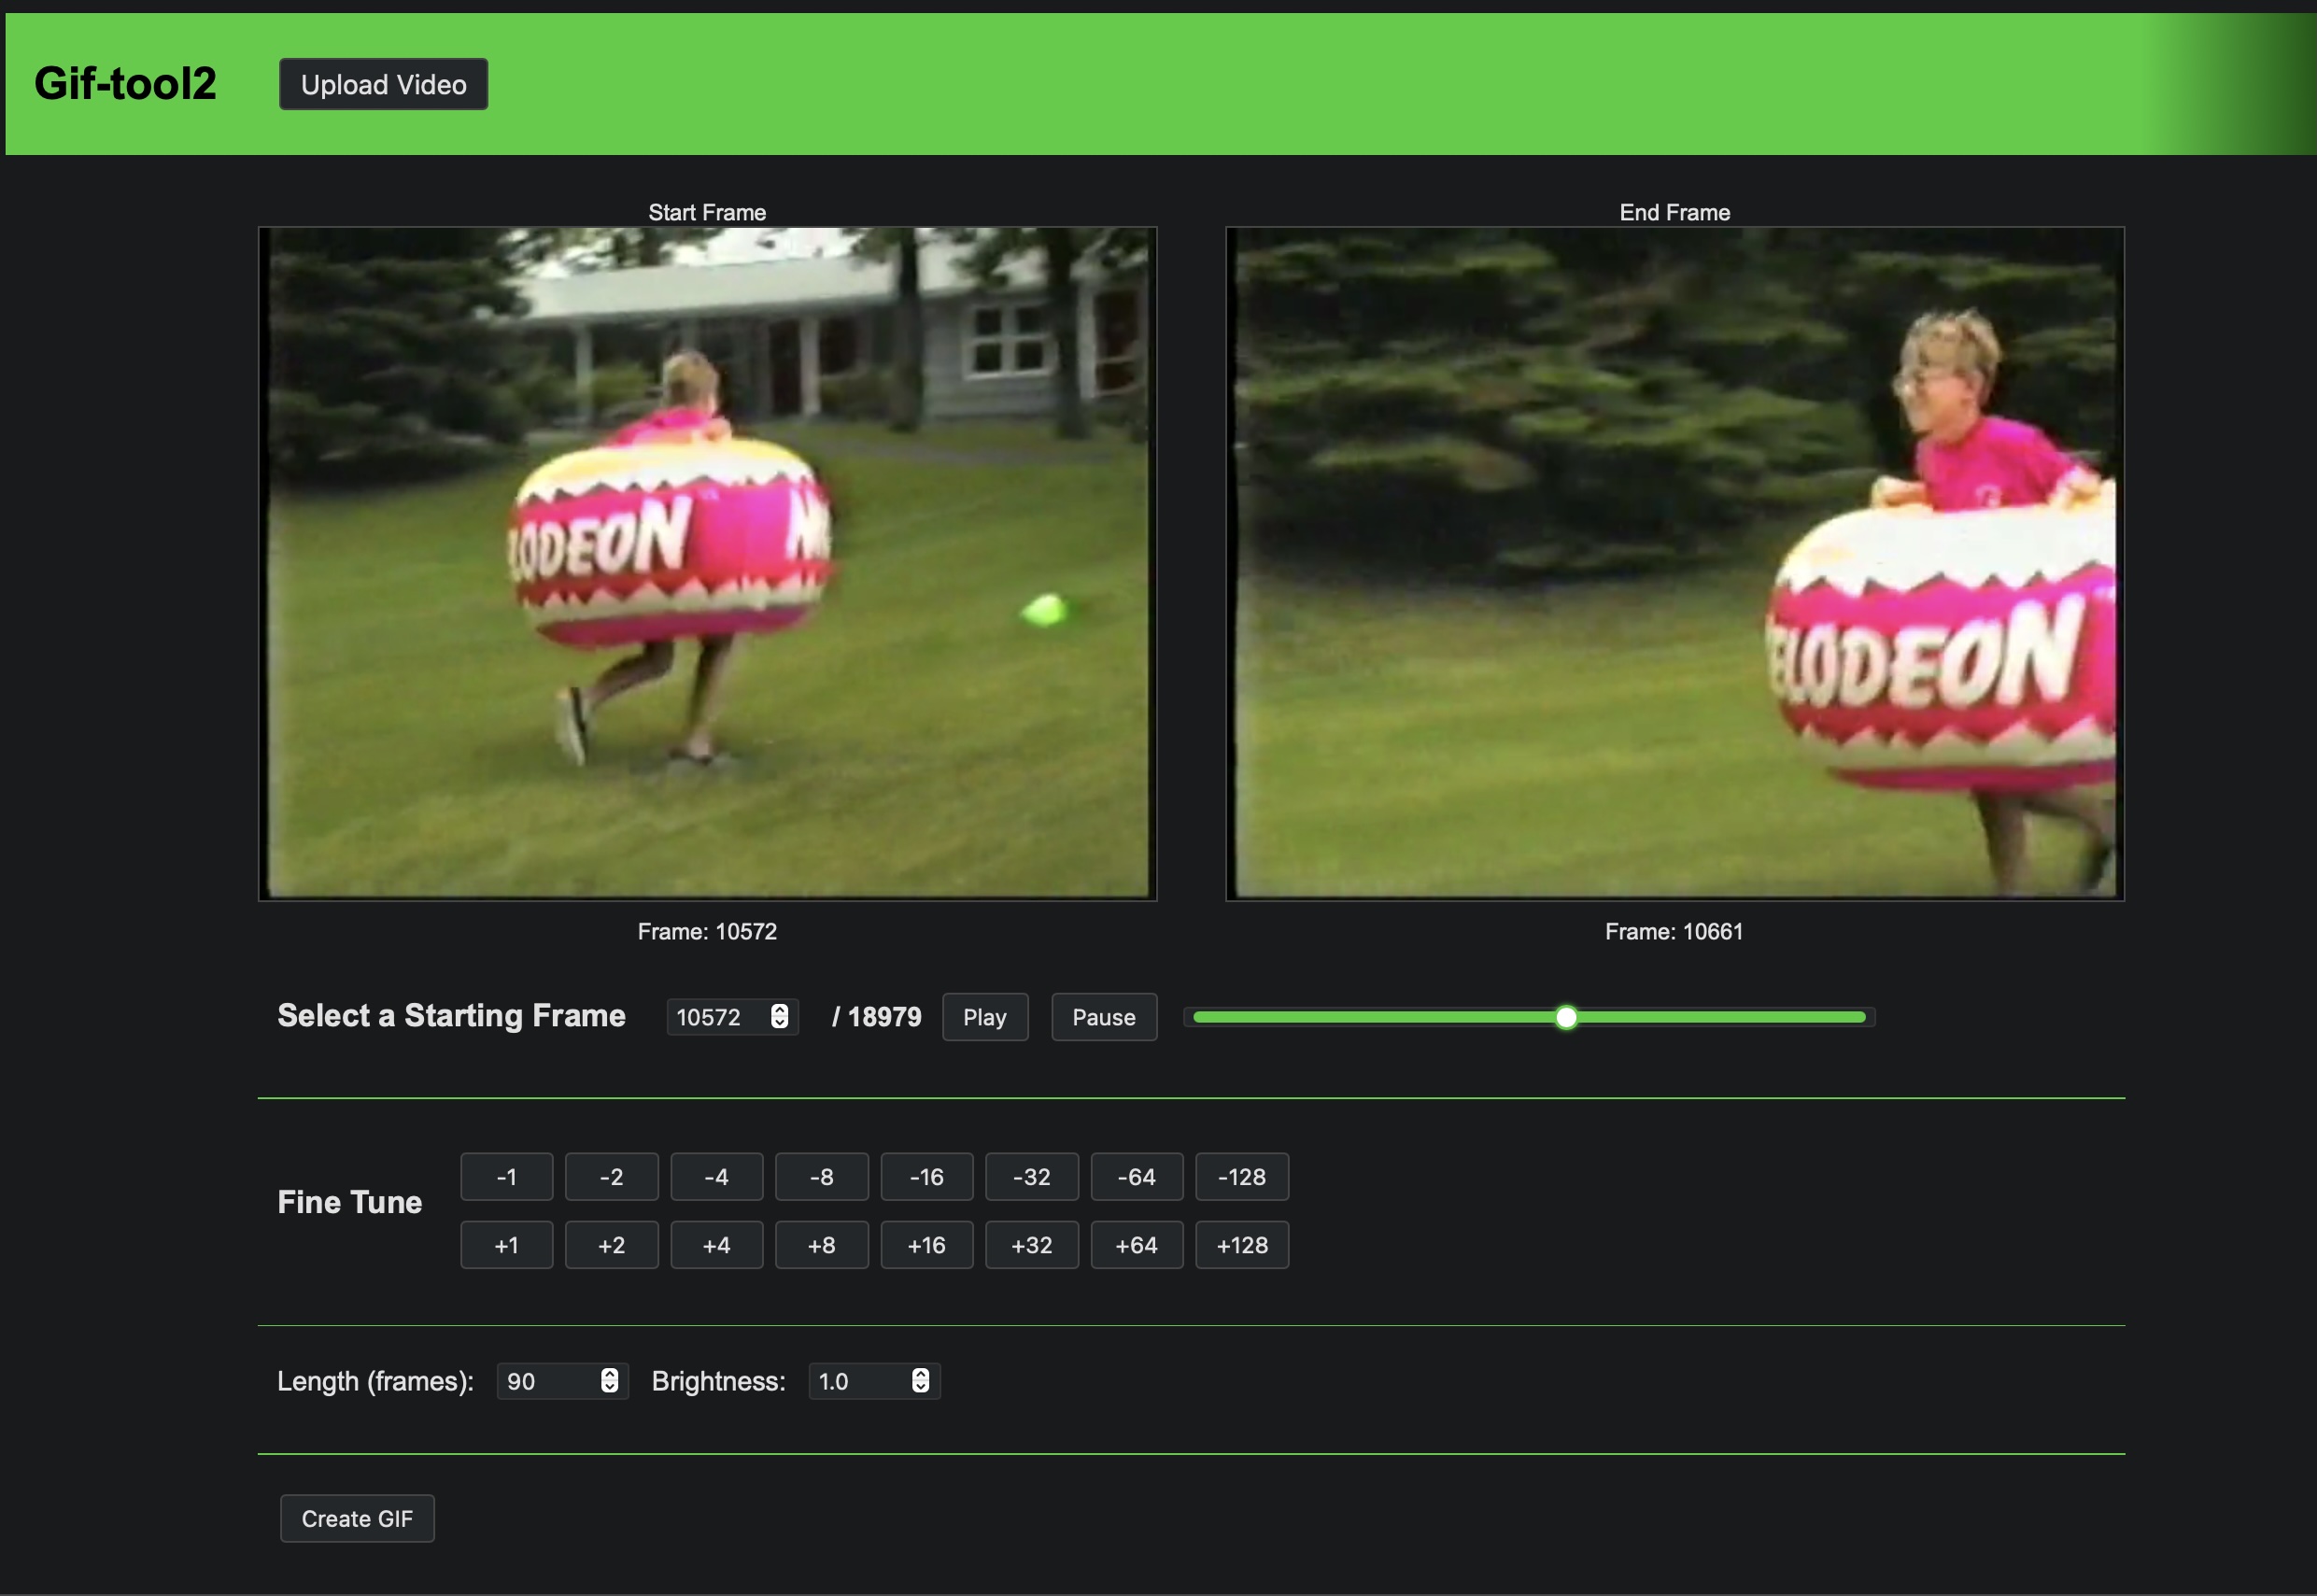 Gif-tool2
Upload Video
Start Frame
End Frame
LODEON
ELODEON
Frame: 10572
Frame: 10661
Select a Starting Frame 10572 / 18979 Play Pause
Fine Tune
-1 -2 -4 -8 -16 -32 -64 -128
+1 +2 +4 +8 +16 +32 +64 +128
Length (frames): 90 Brightness: 1.0
Create GIF